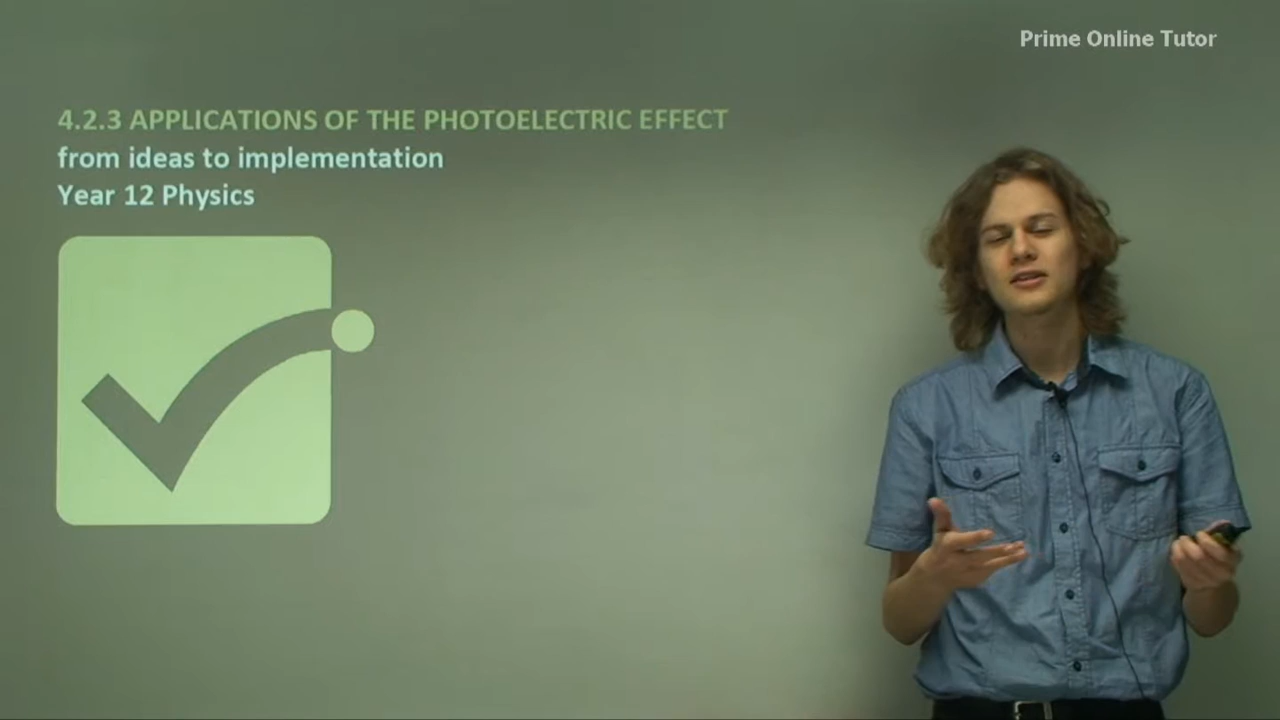 Prime Online Tutor
4.2.3 APPLICATIONS OF THE PHOTOELECTRIC EFFECT
from ideas to implementation
Year 12 Physics